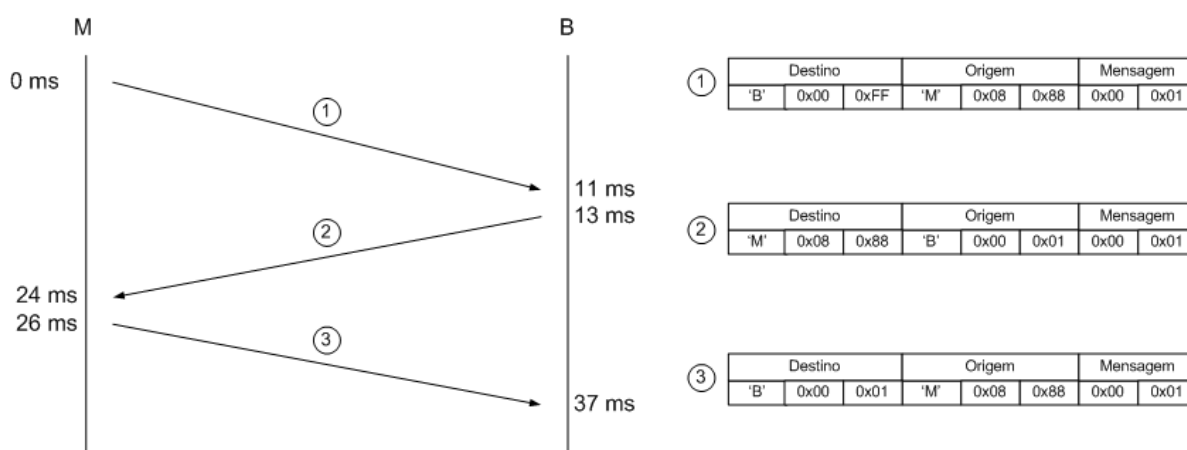 M
B
0 ms
1
11 ms
13 ms
2
24 ms
26 ms
3
37 ms
1
Destino Origem Mensagem
‘B’ 0x00 0xFF ‘M’ 0x08 0x88 0x00 0x01
2
Destino Origem Mensagem
‘M’ 0x08 0x88 ‘B’ 0x00 0x01 0x00 0x01
3
Destino Origem Mensagem
‘B’ 0x00 0x01 ‘M’ 0x08 0x88 0x00 0x01